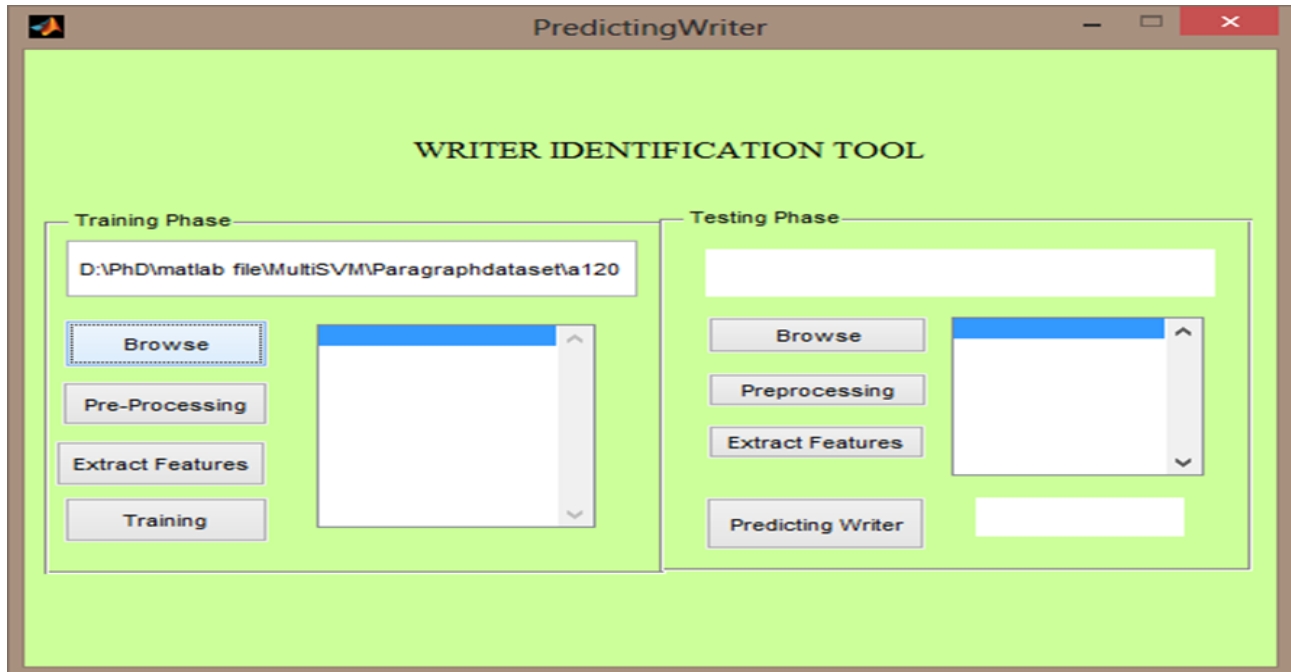 PredictingWriter
WRITER IDENTIFICATION TOOL
Training Phase
D:\PhD\matlab file\MultiSVM\Paragraphdataset\a120
Browse
Pre-Processing
Extract Features
Training
Testing Phase
Browse
Preprocessing
Extract Features
Predicting Writer